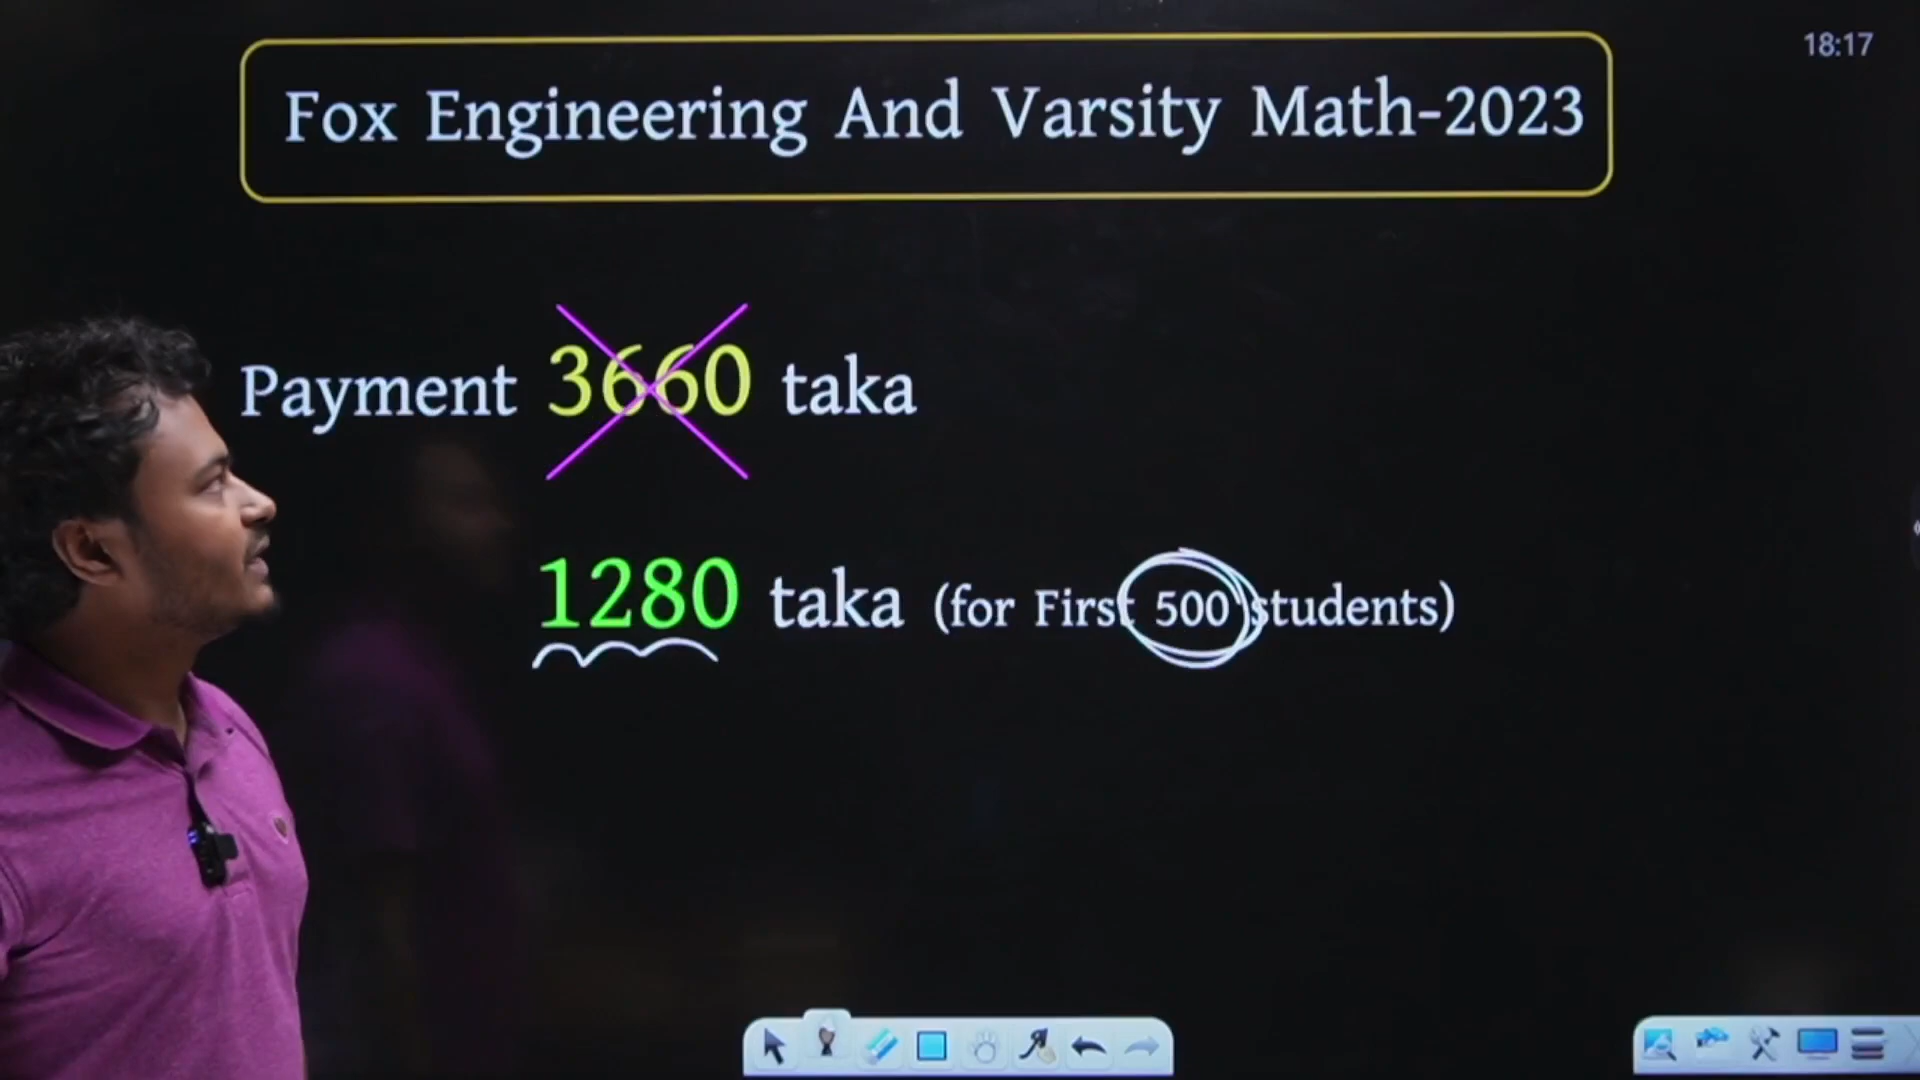 18:17
Fox Engineering And Varsity Math-2023
Payment 3660 taka
1280 taka (for First 500 students)